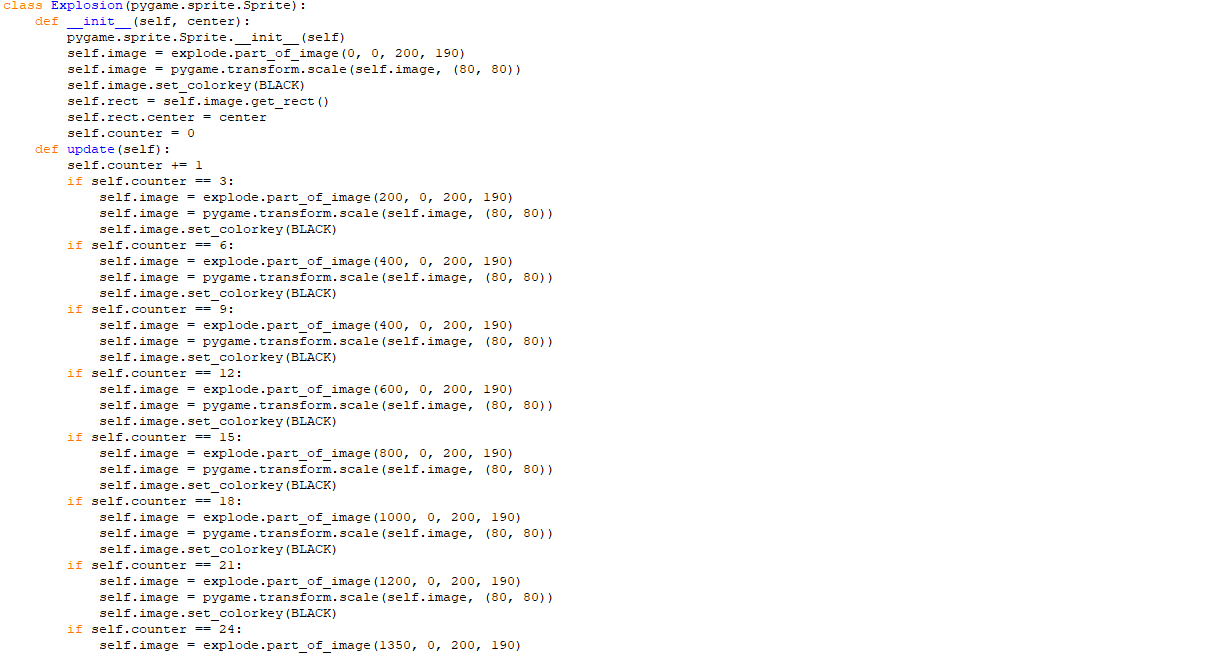 class Explosion(pygame.sprite.Sprite):
    def __init__(self, center):
        pygame.sprite.Sprite.__init__(self)
        self.image = explode.part_of_image(0, 0, 200, 190)
        self.image = pygame.transform.scale(self.image, (80, 80))
        self.image.set_colorkey(BLACK)
        self.rect = self.image.get_rect()
        self.rect.center = center
        self.counter = 0
    def update(self):
        self.counter += 1
        if self.counter == 3:
            self.image = explode.part_of_image(200, 0, 200, 190)
            self.image = pygame.transform.scale(self.image, (80, 80))
            self.image.set_colorkey(BLACK)
        if self.counter == 6:
            self.image = explode.part_of_image(400, 0, 200, 190)
            self.image = pygame.transform.scale(self.image, (80, 80))
            self.image.set_colorkey(BLACK)
        if self.counter == 9:
            self.image = explode.part_of_image(400, 0, 200, 190)
            self.image = pygame.transform.scale(self.image, (80, 80))
            self.image.set_colorkey(BLACK)
        if self.counter == 12:
            self.image = explode.part_of_image(600, 0, 200, 190)
            self.image = pygame.transform.scale(self.image, (80, 80))
            self.image.set_colorkey(BLACK)
        if self.counter == 15:
            self.image = explode.part_of_image(800, 0, 200, 190)
            self.image = pygame.transform.scale(self.image, (80, 80))
            self.image.set_colorkey(BLACK)
        if self.counter == 18:
            self.image = explode.part_of_image(1000, 0, 200, 190)
            self.image = pygame.transform.scale(self.image, (80, 80))
            self.image.set_colorkey(BLACK)
        if self.counter == 21:
            self.image = explode.part_of_image(1200, 0, 200, 190)
            self.image = pygame.transform.scale(self.image, (80, 80))
            self.image.set_colorkey(BLACK)
        if self.counter == 24:
            self.image = explode.part_of_image(1350, 0, 200, 190)